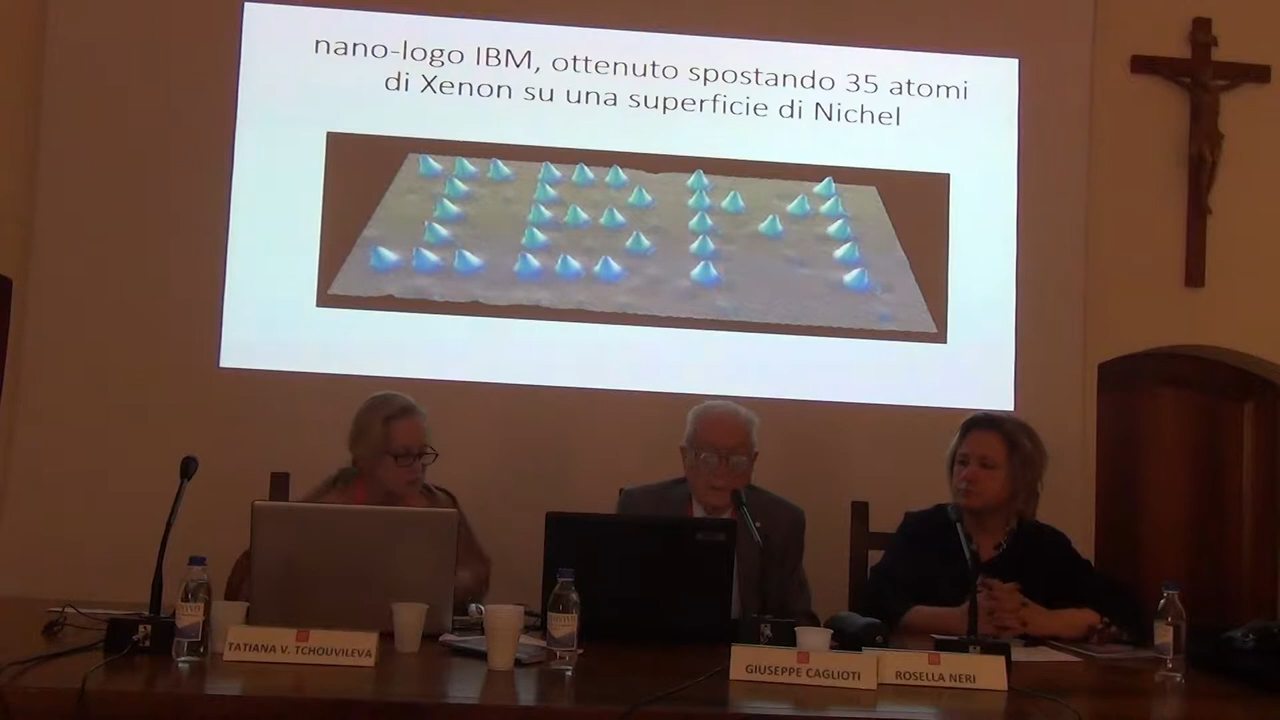 nano-logo IBM, ottenuto spostando 35 atomi
di Xenon su una superficie di Nichel
IBM
TATIANA V. TCHOUVILEVA
GIUSEPPE CAGLIOTI
ROSELLA NERI